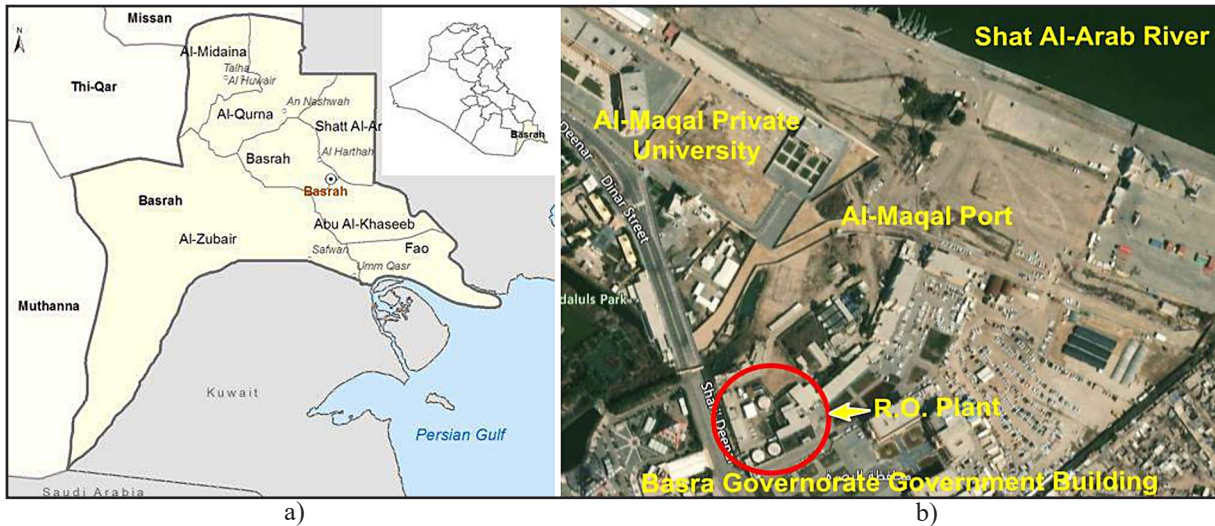 Missan
N
Al-Midaina
Talha
Al Huwair
Thi-Qar
An Nashwah
Al-Qurna
Shatt Al-Ar
Basrah
Al Harthah
Basrah
Basrah
Basrah
Abu Al-Khaseeb
Al-Zubair
Safwan
Fao
Umm Qasr
Muthanna
Kuwait
Persian Gulf
Saudi Arabia
a)
Shat Al-Arab River
Al-Maqal Private
University
Deenar
Dinar Street
Al-Maqal Port
daluls Park
R.O. Plant
Basra Governorate Government Building
b)